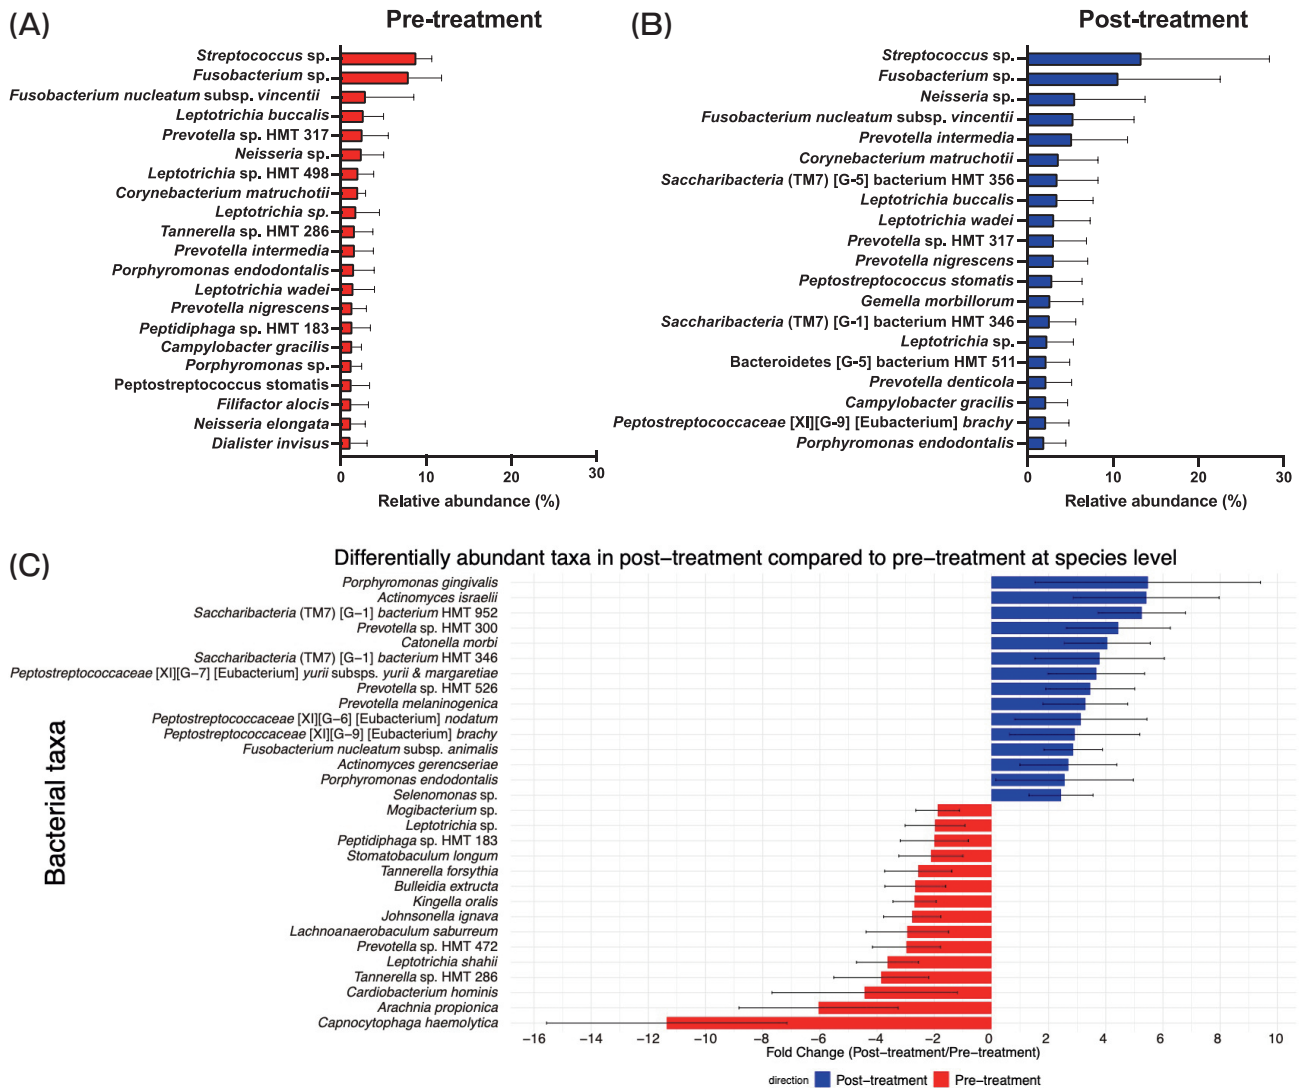 (A)
Pre-treatment
Streptococcus sp.
Fusobacterium sp.
Fusobacterium nucleatum subsp. vincentii
Leptotrichia buccalis
Prevotella sp. HMT 317
Neisseria sp.
Leptotrichia sp. HMT 498
Corynebacterium matruchotii
Leptotrichia sp.
Tannerella sp. HMT 286
Prevotella intermedia
Porphyromonas endodontalis
Leptotrichia wadei
Prevotella nigrescens
Peptidiphaga sp. HMT 183
Campylobacter gracilis
Porphyromonas sp.
Peptostreptococcus stomatis
Filifactor alocis
Neisseria elongata
Dialister invisus
0 10 20 30
Relative abundance (%)
(B)
Post-treatment
Streptococcus sp.
Fusobacterium sp.
Neisseria sp.
Fusobacterium nucleatum subsp. vincentii
Prevotella intermedia
Corynebacterium matruchotii
Saccharibacteria (TM7) [G-5] bacterium HMT 356
Leptotrichia buccalis
Leptotrichia wadei
Prevotella sp. HMT 317
Prevotella nigrescens
Peptostreptococcus stomatis
Gemella morbillorum
Saccharibacteria (TM7) [G-1] bacterium HMT 346
Leptotrichia sp.
Bacteroidetes [G-5] bacterium HMT 511
Prevotella denticola
Campylobacter gracilis
Peptostreptococcaceae [XI][G-9] [Eubacterium] brachy
Porphyromonas endodontalis
0 10 20 30
Relative abundance (%)
(C)
Differentially abundant taxa in post-treatment compared to pre-treatment at species level
Bacterial taxa
Porphyromonas gingivalis
Actinomyces israelii
Saccharibacteria (TM7) [G-1] bacterium HMT 952
Prevotella sp. HMT 300
Catonella morbi
Saccharibacteria (TM7) [G-1] bacterium HMT 346
Peptostreptococcaceae [XI][G-7] [Eubacterium] yurii subsps. yurii & margaretiae
Prevotella sp. HMT 526
Prevotella melaninogenica
Peptostreptococcaceae [XI][G-6] [Eubacterium] nodatum
Peptostreptococcaceae [XI][G-9] [Eubacterium] brachy
Fusobacterium nucleatum subsp. animalis
Actinomyces gerencseriae
Porphyromonas endodontalis
Selenomonas sp.
Mogibacterium sp.
Leptotrichia sp.
Peptidiphaga sp. HMT 183
Stomatobaculum longum
Tannerella forsythia
Bulleidia extructa
Kingella oralis
Johnsonella ignava
Lachnoanaerobaculum saburreum
Prevotella sp. HMT 472
Leptotrichia shahii
Tannerella sp. HMT 286
Cardiobacterium hominis
Arachnia propionica
Capnocytophaga haemolytica
-16 -14 -12 -10 -8 -6 -4 -2 0 2 4 6 8 10
Fold Change (Post-treatment/Pre-treatment)
direction Post-treatment Pre-treatment